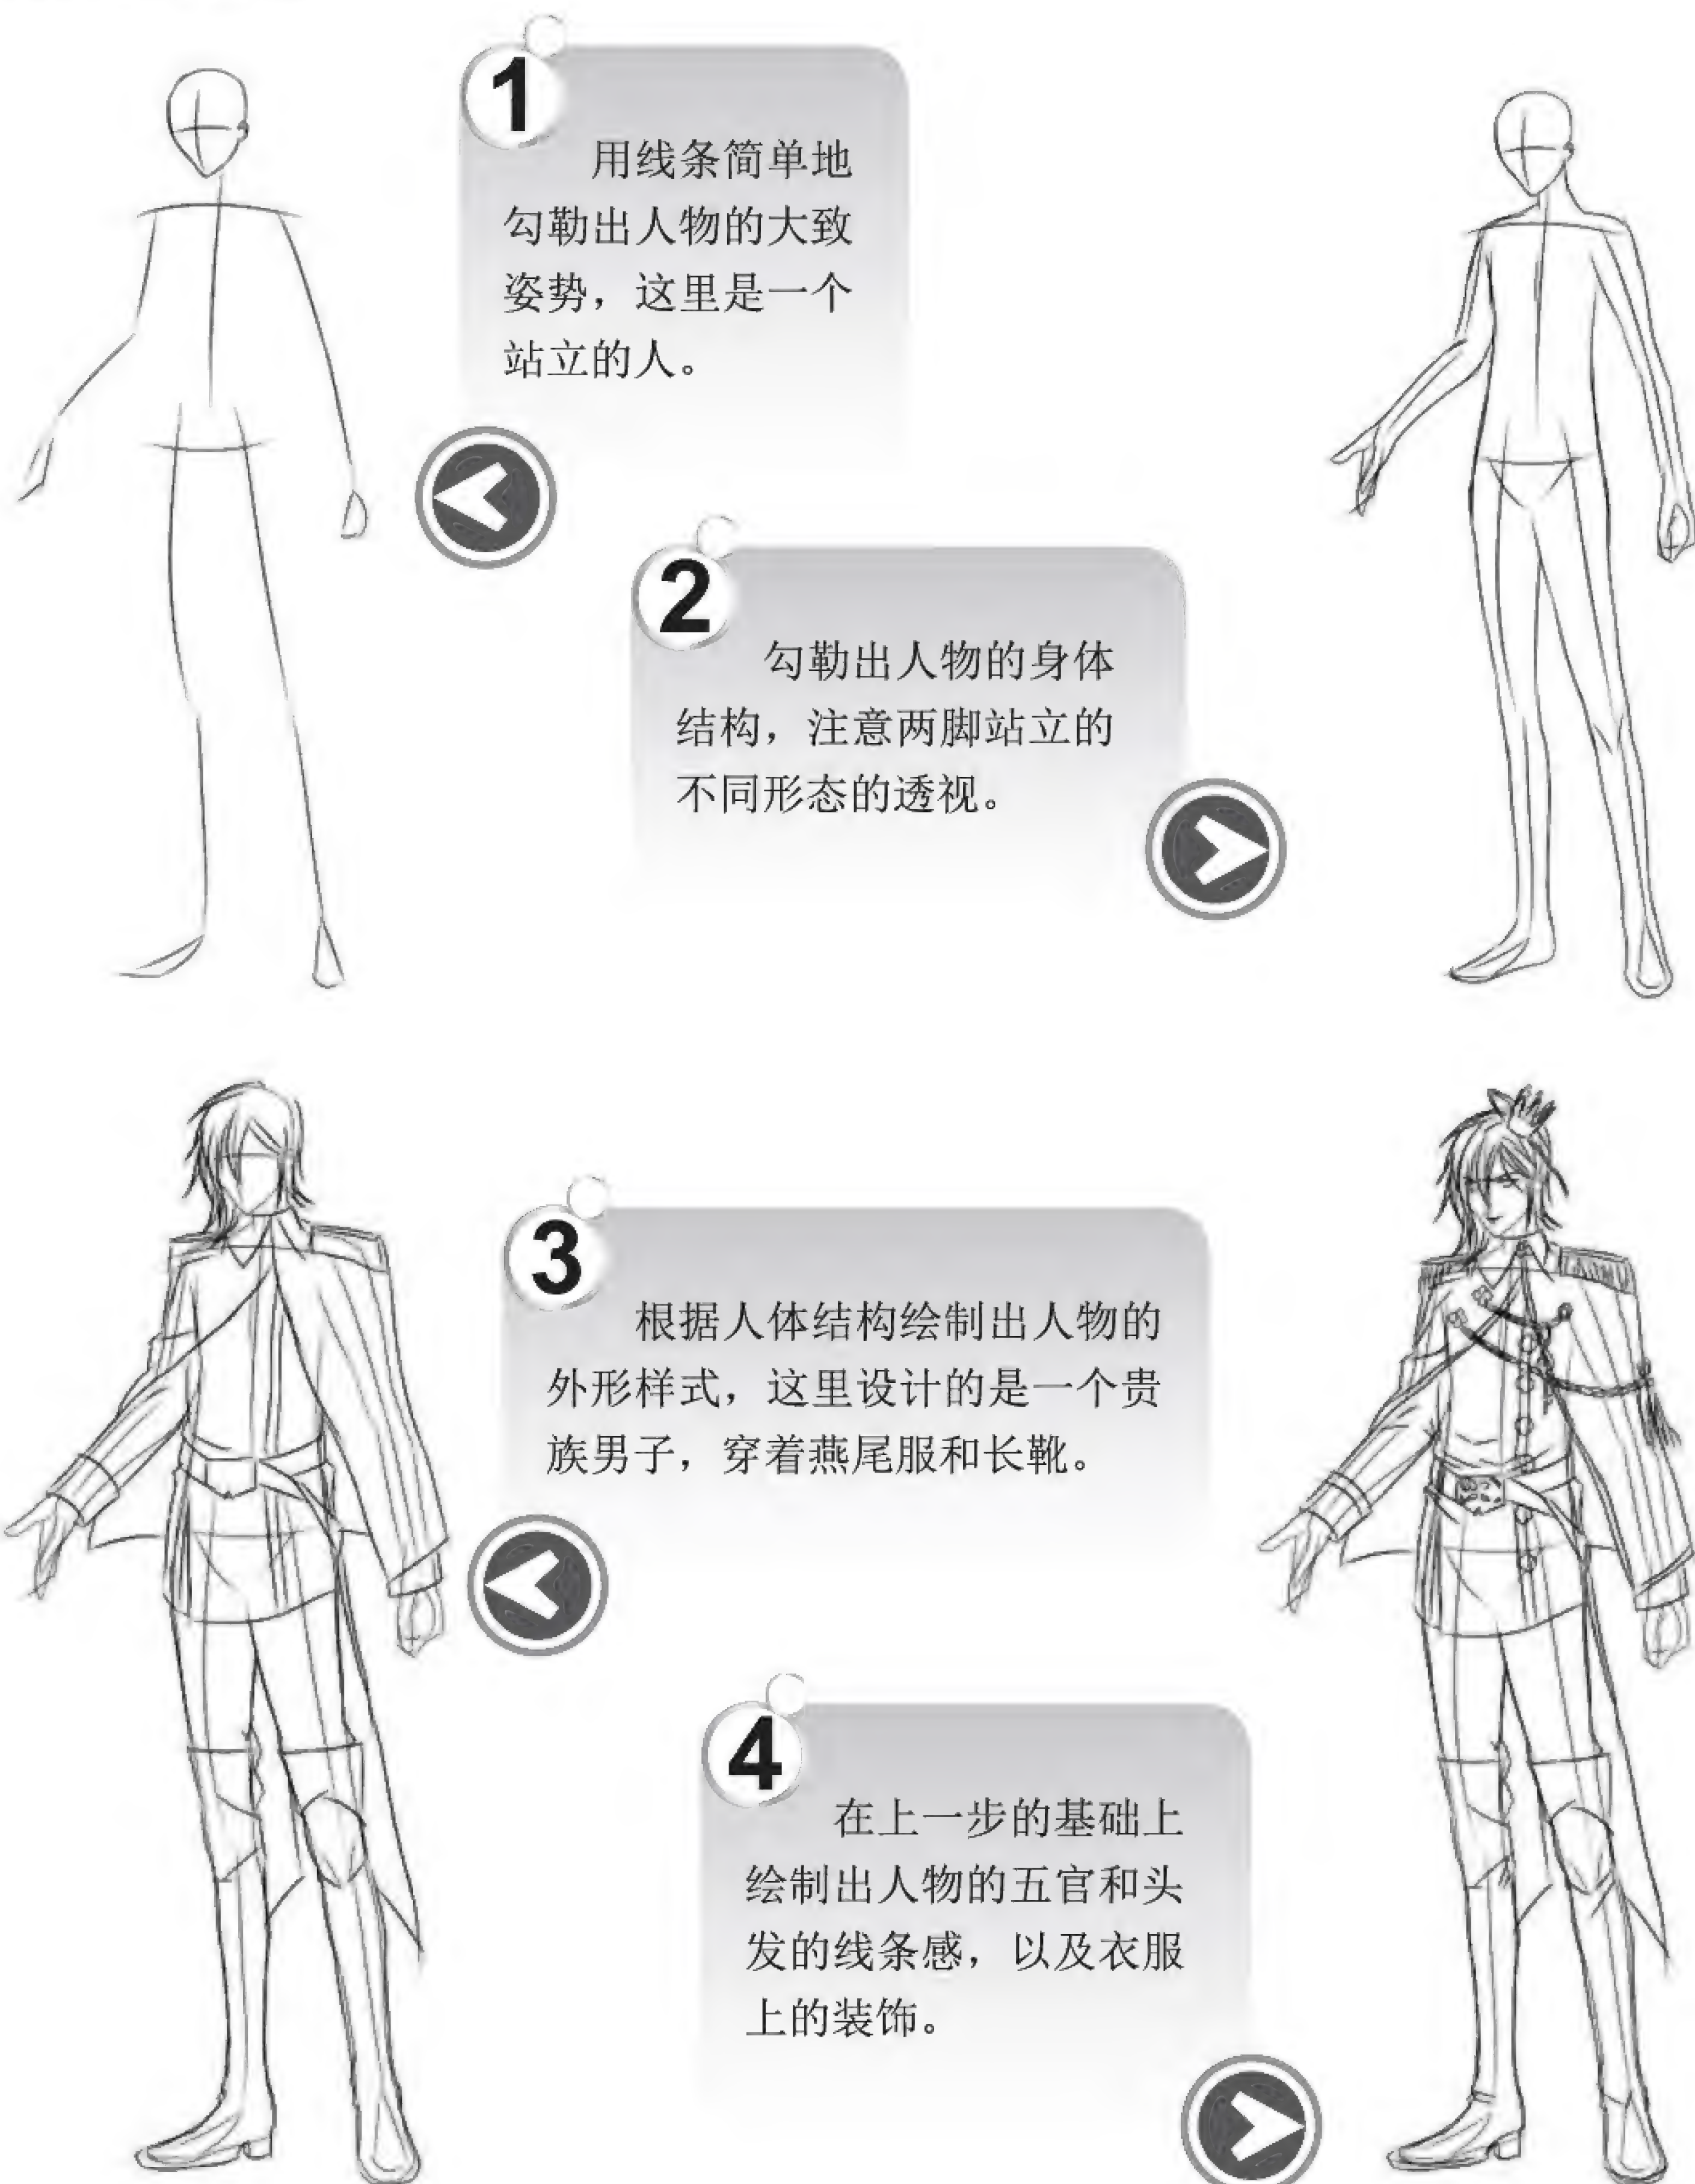 1
用线条简单地
勾勒出人物的大致
姿势，这里是一个
站立的人。
2
勾勒出人物的身体
结构，注意两脚站立的
不同形态的透视。
3
根据人体结构绘制出人物的
外形样式，这里设计的是一个贵
族男子，穿着燕尾服和长靴。
4
在上一步的基础上
绘制出人物的五官和头
发的线条感，以及衣服
上的装饰。